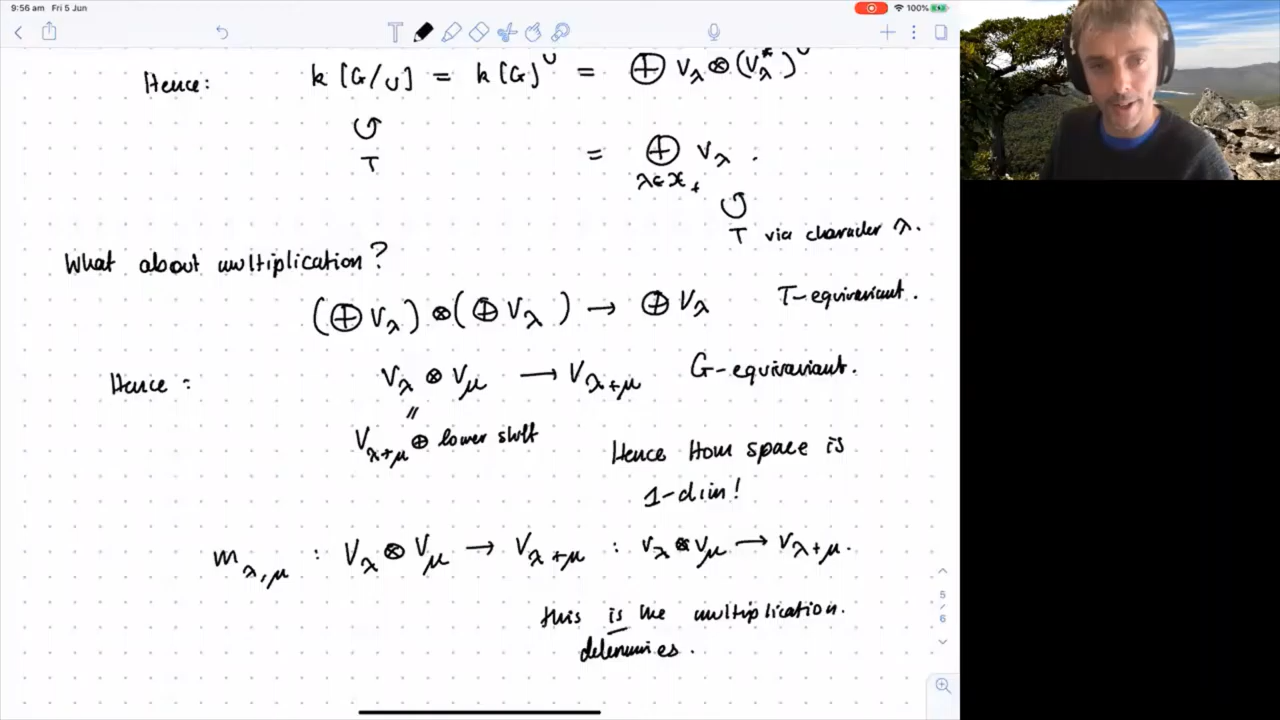 9:56 am Fri 5 Jun
100%
Hence: k[G/U] = k[G]^U = ⊕ V_λ ⊗ (V_λ^*)^U
↺
T
= ⊕_{λ∈X_+} V_λ .
↺
T via character λ.
What about multiplication?
(⊕ V_λ) ⊗ (⊕ V_λ) → ⊕ V_λ T-equivariant.
Hence: V_λ ⊗ V_μ → V_{λ+μ} G-equivariant.
=
V_{λ+μ} ⊕ lower stuff
Hence Hom space is
1-dim!
m_{λ,μ} : V_λ ⊗ V_μ → V_{λ+μ} : v_λ ⊗ v_μ → v_{λ+μ}.
this is the multiplication.
determines.
5
/
6